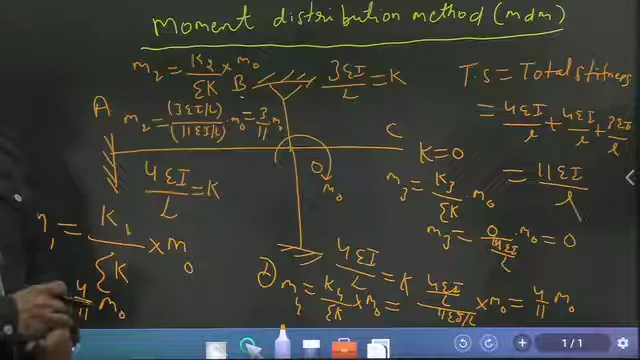 Moment distribution method (mdm)
m₂ = K₂/ΣK × m₀
B
3EI/L = K
T.S = Total stiffness
= 4EI/l + 4EI/l + 3EI/l
= 11EI/l
A
m₂ = (3EI/L)/(11EI/L) · m₀ = 3/11 m₀
C
K=0
4EI/L = K
0
m₀
m₃ = K₃/ΣK · m₀
m₃ = 0/(11EI/L) · m₀ = 0
= K₁/ΣK × m₀
4/11 m₀
D
4EI/L = K
m₄ = K₄/ΣK × m₀ = (4EI/L)/(11EI/L) × m₀ = 4/11 m₀
1/1